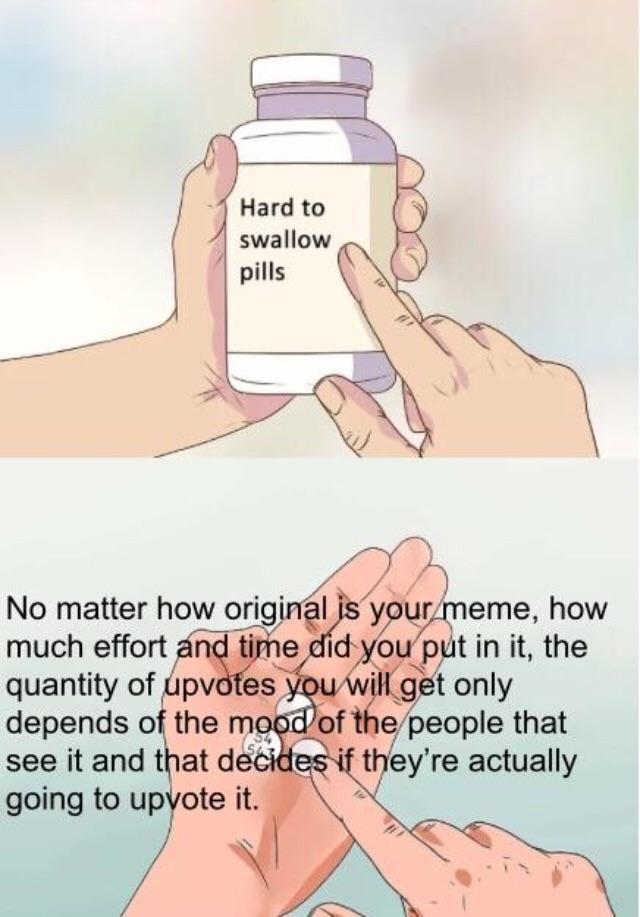 Hard to
swallow
pills
No matter how original is your meme, how
much effort and time did you put in it, the
quantity of upvotes you will get only
depends of the mood of the people that
see it and that decides if they’re actually
going to upvote it.